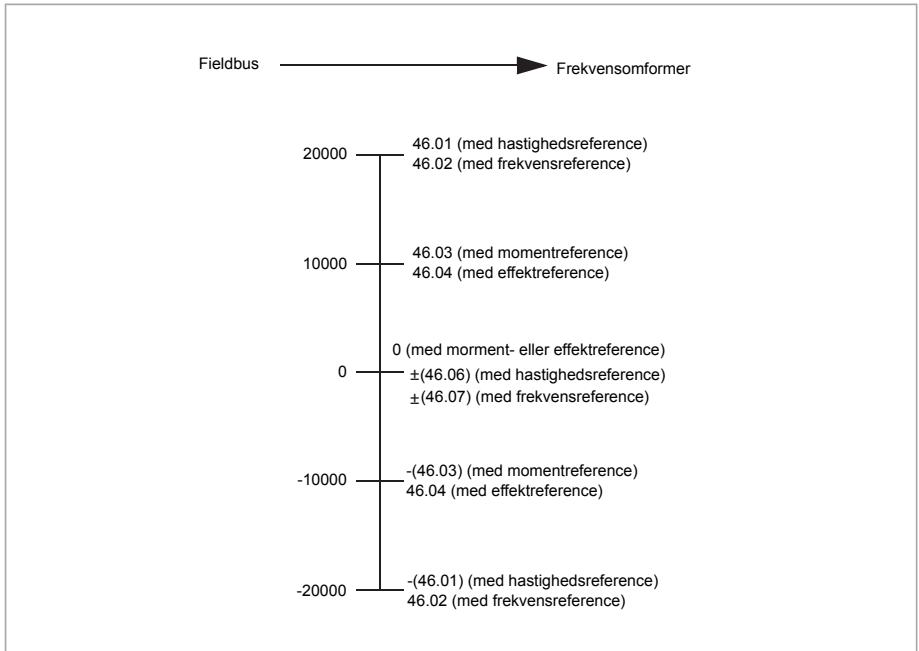 Fieldbus
Frekvensomformer
20000
46.01 (med hastighedsreference)
46.02 (med frekvensreference)
10000
46.03 (med momentreference)
46.04 (med effektreference)
0 (med morment- eller effektreference)
0
±(46.06) (med hastighedsreference)
±(46.07) (med frekvensreference)
-10000
-(46.03) (med momentreference)
46.04 (med effektreference)
-20000
-(46.01) (med hastighedsreference)
46.02 (med frekvensreference)